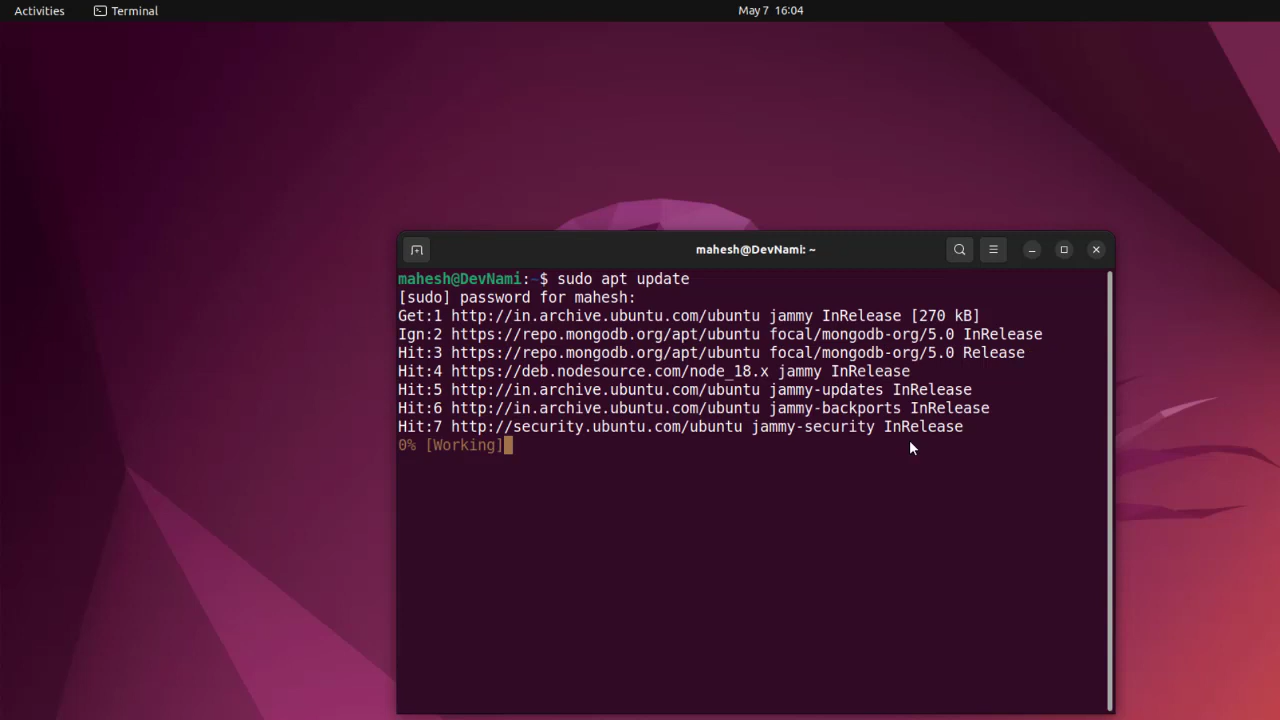 Activities Terminal May 7 16:04
mahesh@DevNami: ~
mahesh@DevNami:~$ sudo apt update
[sudo] password for mahesh:
Get:1 http://in.archive.ubuntu.com/ubuntu jammy InRelease [270 kB]
Ign:2 https://repo.mongodb.org/apt/ubuntu focal/mongodb-org/5.0 InRelease
Hit:3 https://repo.mongodb.org/apt/ubuntu focal/mongodb-org/5.0 Release
Hit:4 https://deb.nodesource.com/node_18.x jammy InRelease
Hit:5 http://in.archive.ubuntu.com/ubuntu jammy-updates InRelease
Hit:6 http://in.archive.ubuntu.com/ubuntu jammy-backports InRelease
Hit:7 http://security.ubuntu.com/ubuntu jammy-security InRelease
0% [Working]